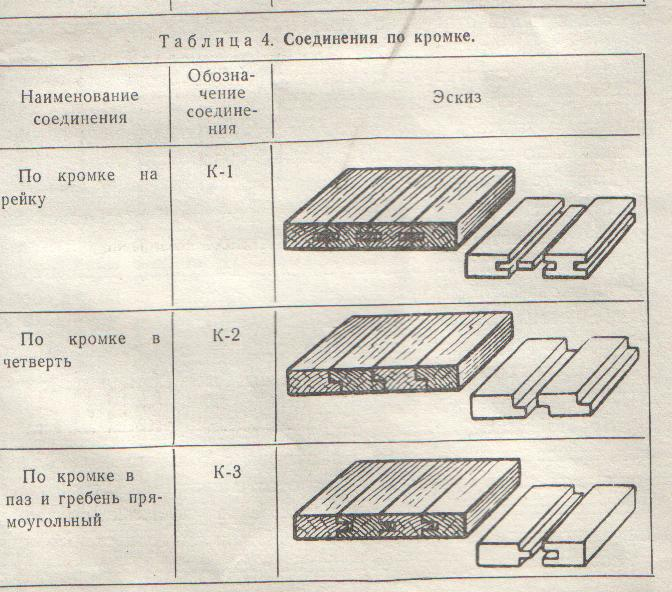 Таблица 4. Соединения по кромке.
Наименование
соединения
Обозна-
чение
соедине-
ния
Эскиз
По кромке на
рейку
К-1
По кромке в
четверть
К-2
По кромке в
паз и гребень пря-
моугольный
К-3